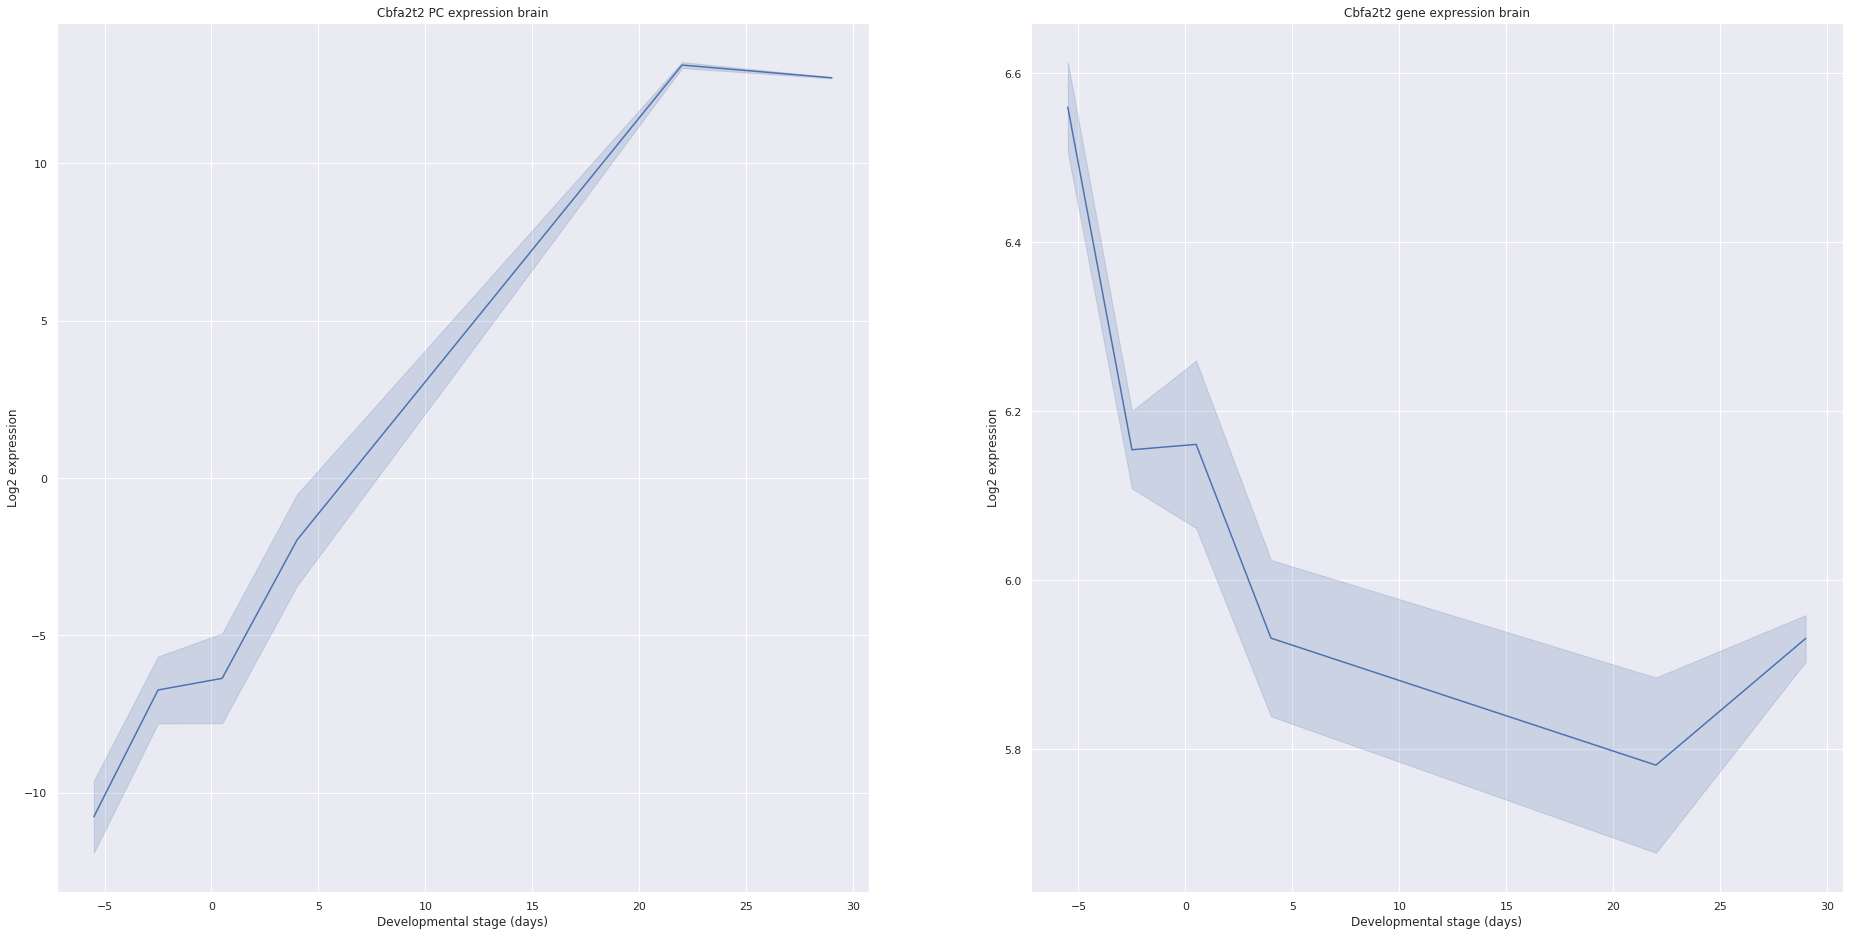 Cbfa2t2 PC expression brain
Log2 expression
10
5
0
−5
−10
−5 0 5 10 15 20 25 30
Developmental stage (days)
Cbfa2t2 gene expression brain
Log2 expression
6.6
6.4
6.2
6.0
5.8
−5 0 5 10 15 20 25 30
Developmental stage (days)